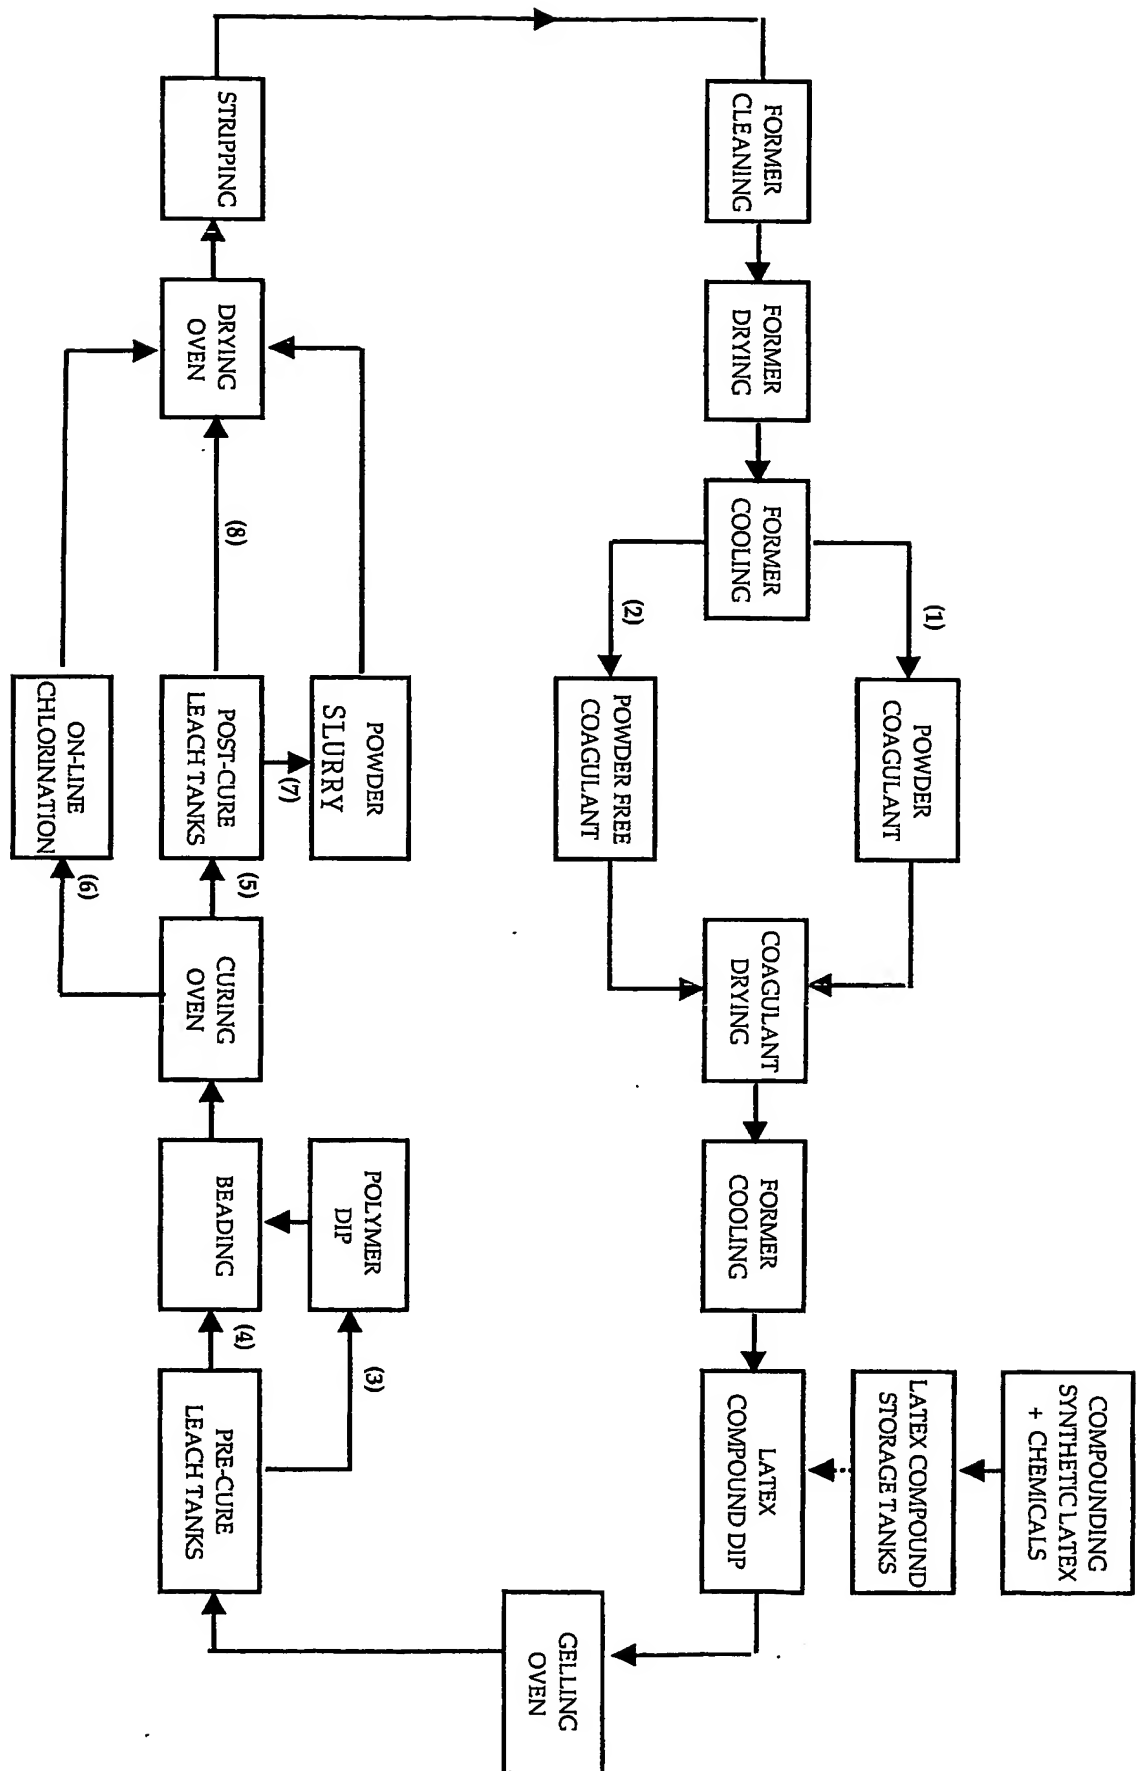 FORMER
CLEANING
FORMER
DRYING
FORMER
COOLING
(1)
(2)
POWDER
COAGULANT
POWDER FREE
COAGULANT
COAGULANT
DRYING
FORMER
COOLING
COMPOUNDING
SYNTHETIC LATEX
+ CHEMICALS
LATEX COMPOUND
STORAGE TANKS
LATEX
COMPOUND DIP
GELLING
OVEN
PRE-CURE
LEACH TANKS
(3)
(4)
POLYMER
DIP
BEADING
CURING
OVEN
(5)
(6)
POST-CURE
LEACH TANKS
(7)
POWDER
SLURRY
ON-LINE
CHLORINATION
(8)
DRYING
OVEN
STRIPPING